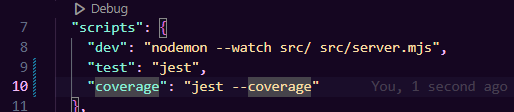 Debug
7 "scripts": {
8 "dev": "nodemon --watch src/ src/server.mjs",
9 "test": "jest",
10 "coverage": "jest --coverage" You, 1 second ago
11 },